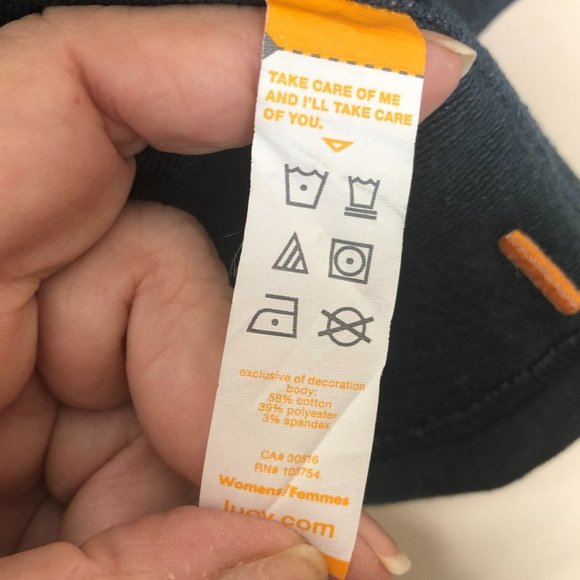 TAKE CARE OF ME
AND I'LL TAKE CARE
OF YOU.
exclusive of decoration
body:
58% cotton
39% polyester
3% spandex
CA# 30516
RN# 103754
Womens/Femmes
lucy.com